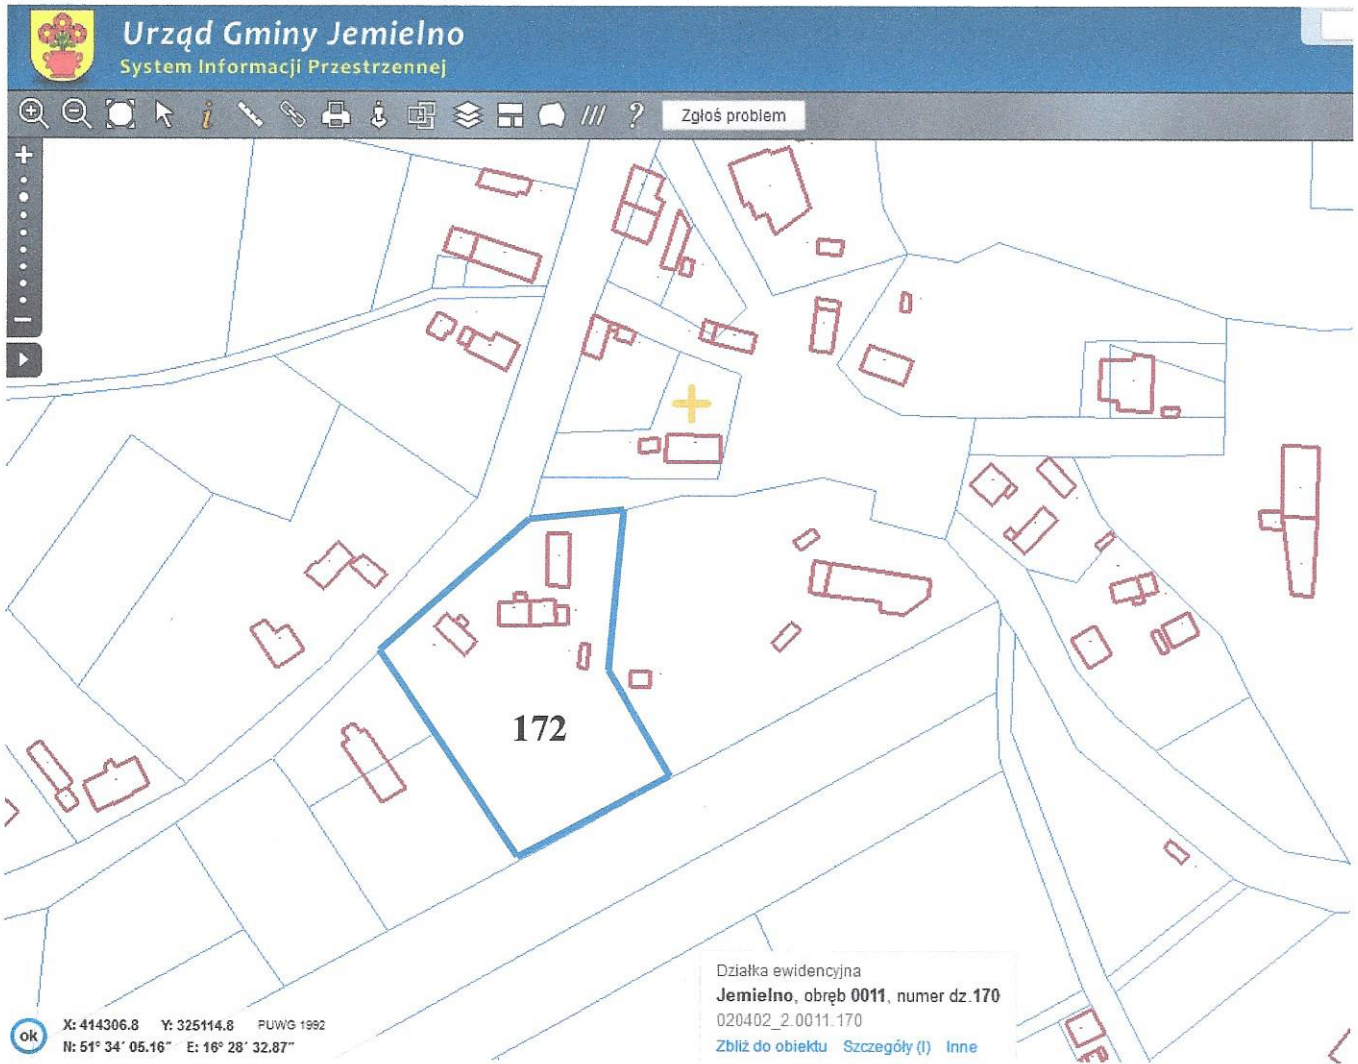 Urząd Gminy Jemielno
System Informacji Przestrzennej
i /// ? Zgłoś problem
172
Działka ewidencyjna
Jemielno, obręb 0011, numer dz.170
020402_2.0011.170
Zbliż do obiektu Szczegóły (I) Inne
ok
X: 414306.8 Y: 325114.8 PUWG 1992
N: 51° 34' 05.16" E: 16° 28' 32.87"